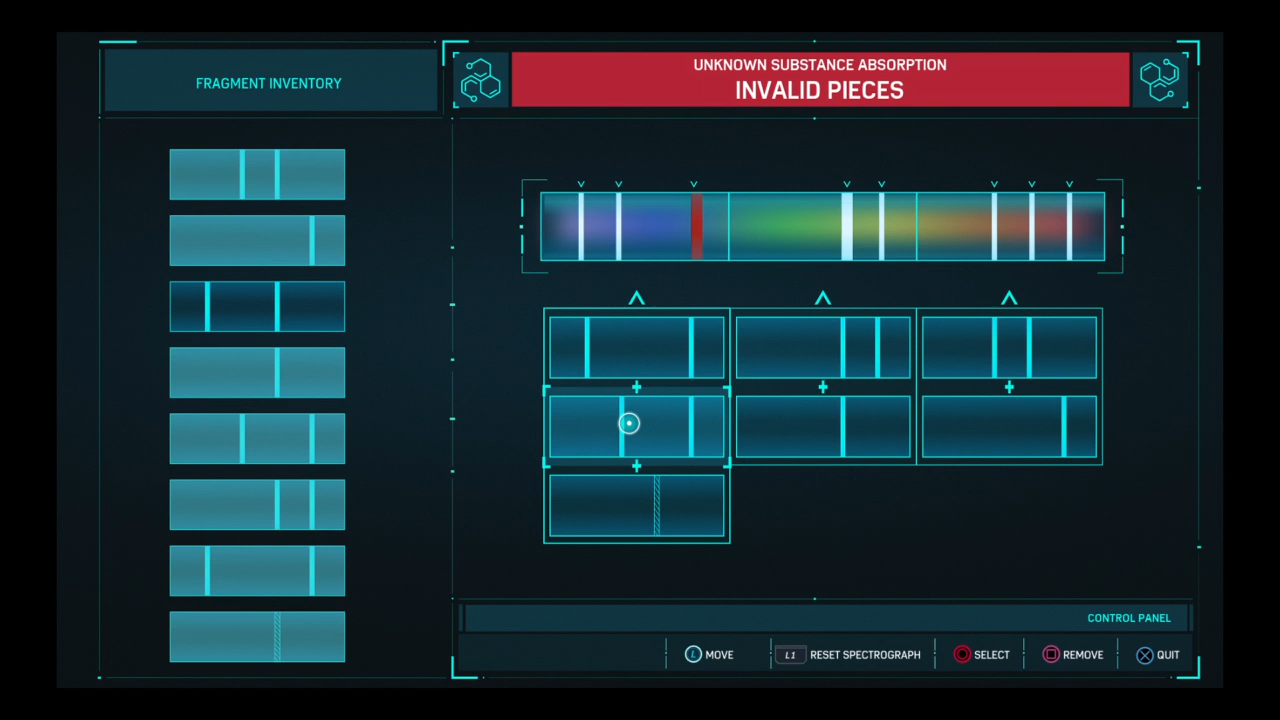 FRAGMENT INVENTORY
UNKNOWN SUBSTANCE ABSORPTION
INVALID PIECES
CONTROL PANEL
L MOVE
L1 RESET SPECTROGRAPH
SELECT
REMOVE
QUIT